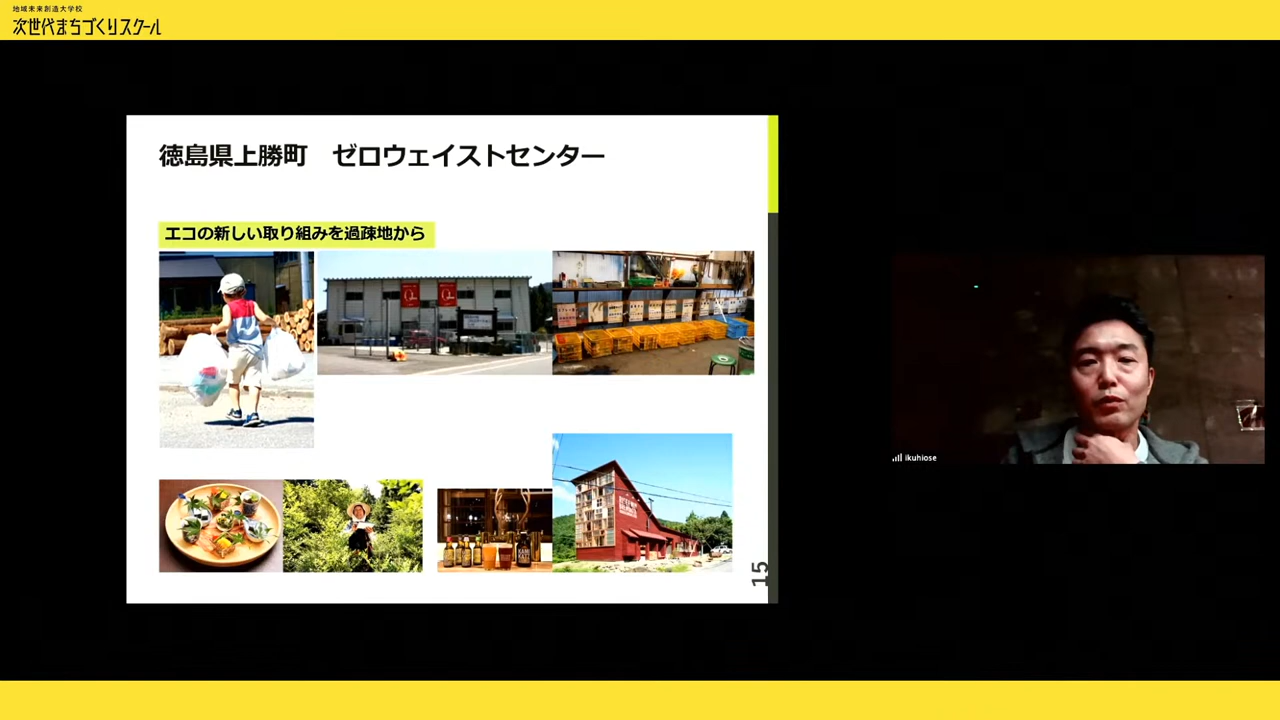 地域未来創造大学校
次世代まちづくりスクール
徳島県上勝町　ゼロウェイストセンター
エコの新しい取り組みを過疎地から
15
ikuhiose